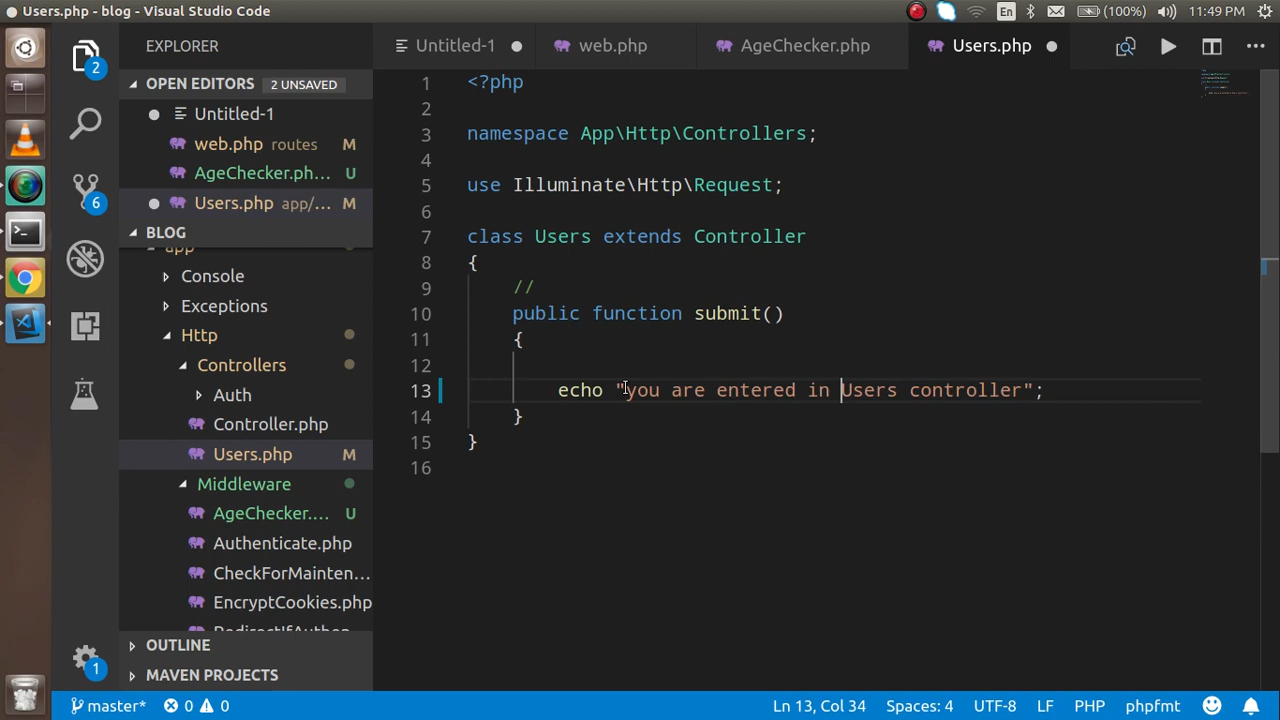 Users.php - blog - Visual Studio Code
En
(100%)
11:49 PM
EXPLORER
Untitled-1
web.php
AgeChecker.php
Users.php
2
OPEN EDITORS 2 UNSAVED
Untitled-1
web.php routes M
AgeChecker.ph... U
Users.php app/... M
6
BLOG
app
Console
Exceptions
Http
Controllers
Auth
Controller.php
Users.php M
Middleware
AgeChecker.... U
Authenticate.php
CheckForMainten...
EncryptCookies.php
RedirectIfAuthen
OUTLINE
MAVEN PROJECTS
1
1 <?php
2
3 namespace App\Http\Controllers;
4
5 use Illuminate\Http\Request;
6
7 class Users extends Controller
8 {
9 //
10 public function submit()
11 {
12
13 echo "you are entered in Users controller";
14 }
15 }
16
master* 0 0
Ln 13, Col 34
Spaces: 4
UTF-8
LF
PHP
phpfmt